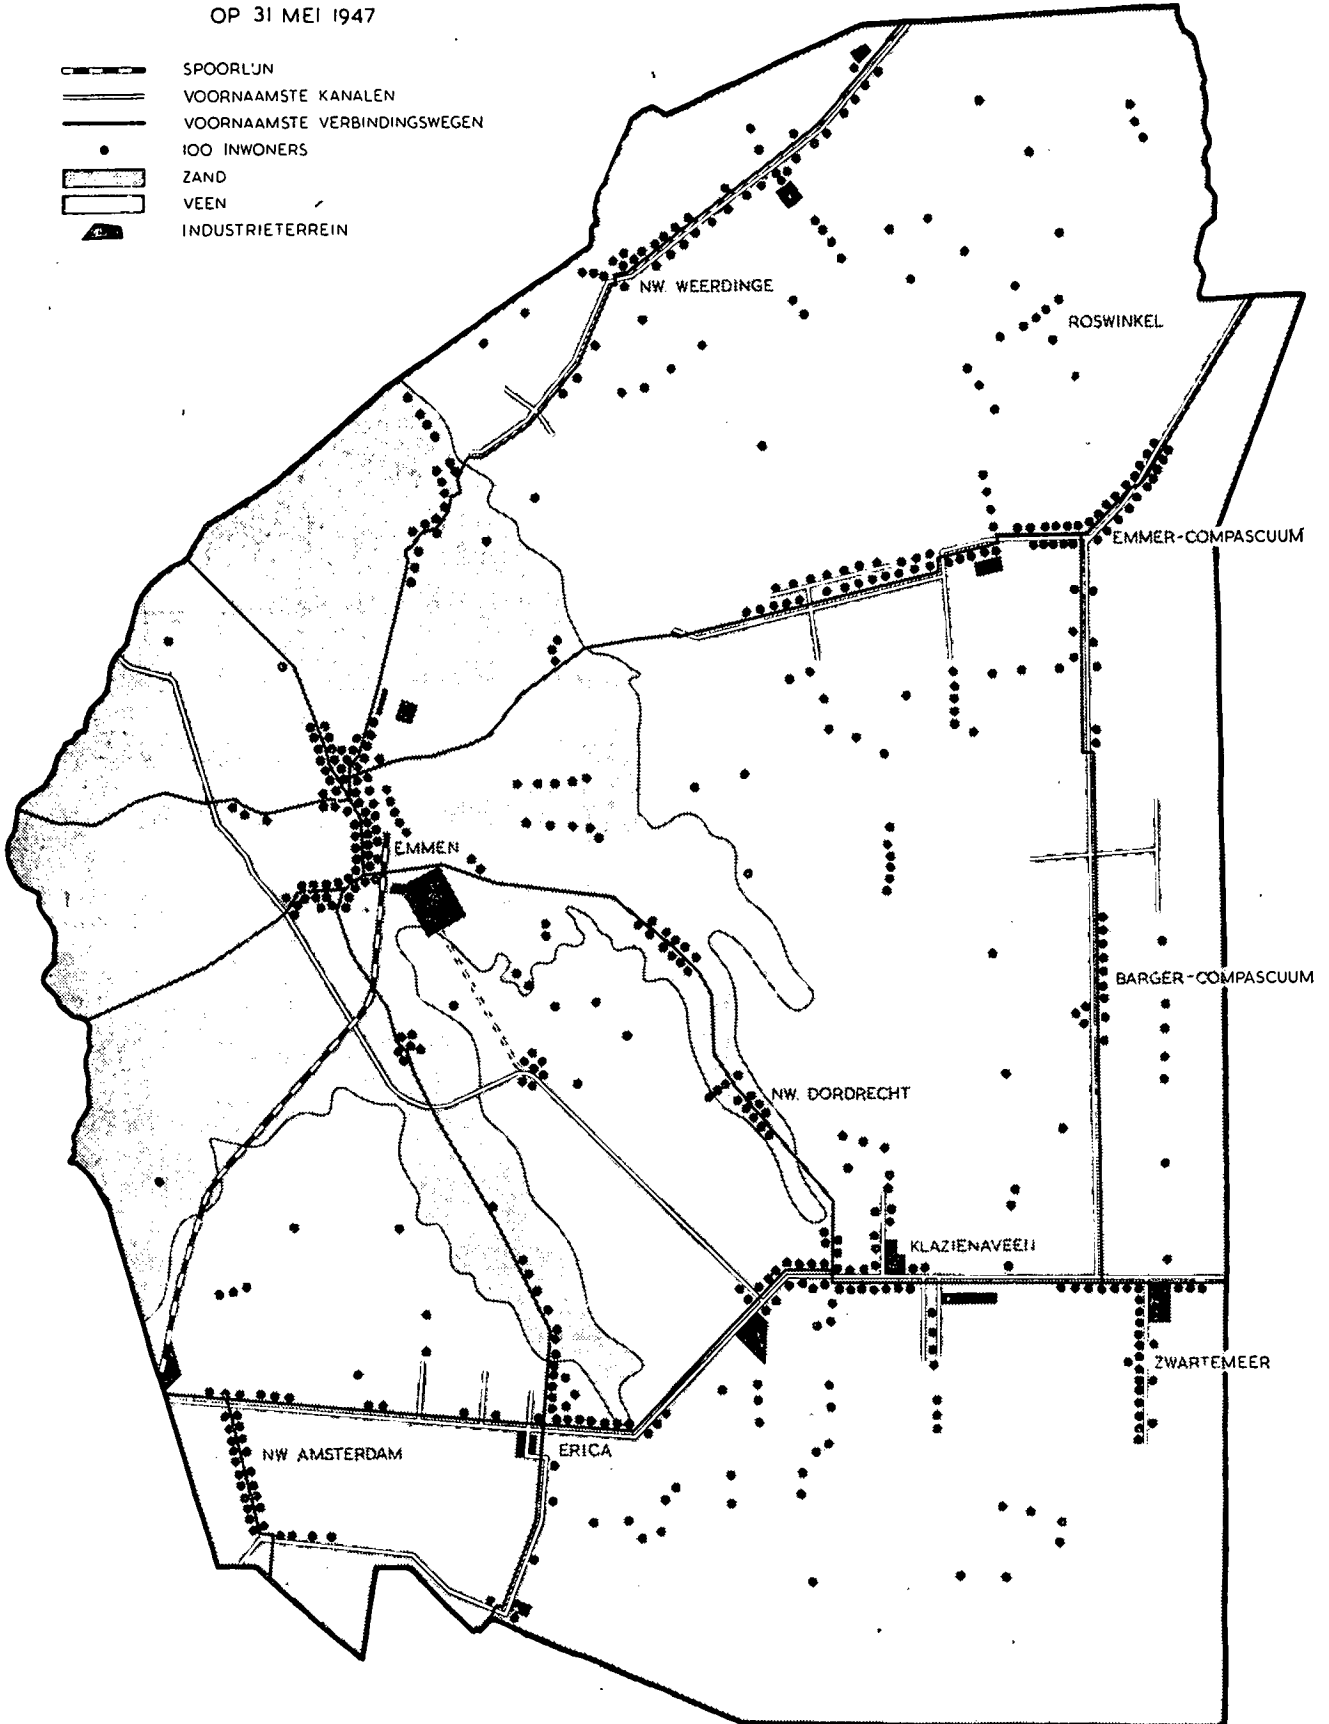 OP 31 MEI 1947
SPOORLIJN
VOORNAAMSTE KANALEN
VOORNAAMSTE VERBINDINGSWEGEN
100 INWONERS
ZAND
VEEN
INDUSTRIETERREIN
NW. WEERDINGE
ROSWINKEL
EMMER-COMPASCUUM
EMMEN
BARGER-COMPASCUUM
NW. DORDRECHT
KLAZIENAVEEN
ZWARTEMEER
NW AMSTERDAM
ERICA